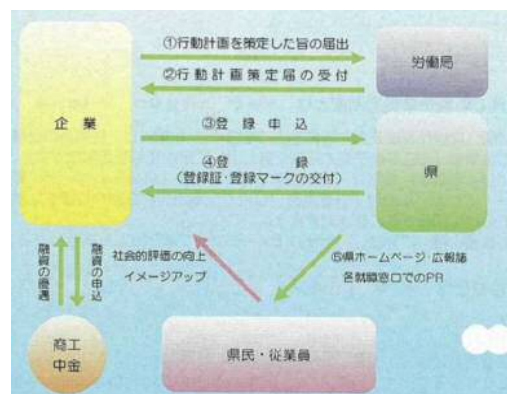 ①行動計画を策定した旨の届出
②行動計画策定届の受付
労働局
企業
③登録申込
④登録
(登録証・登録マークの交付)
県
融資の優遇
融資の申込
社会的評価の向上
イメージアップ
⑤県ホームページ・広報誌
各就職窓口でのPR
商工
中金
県民・従業員